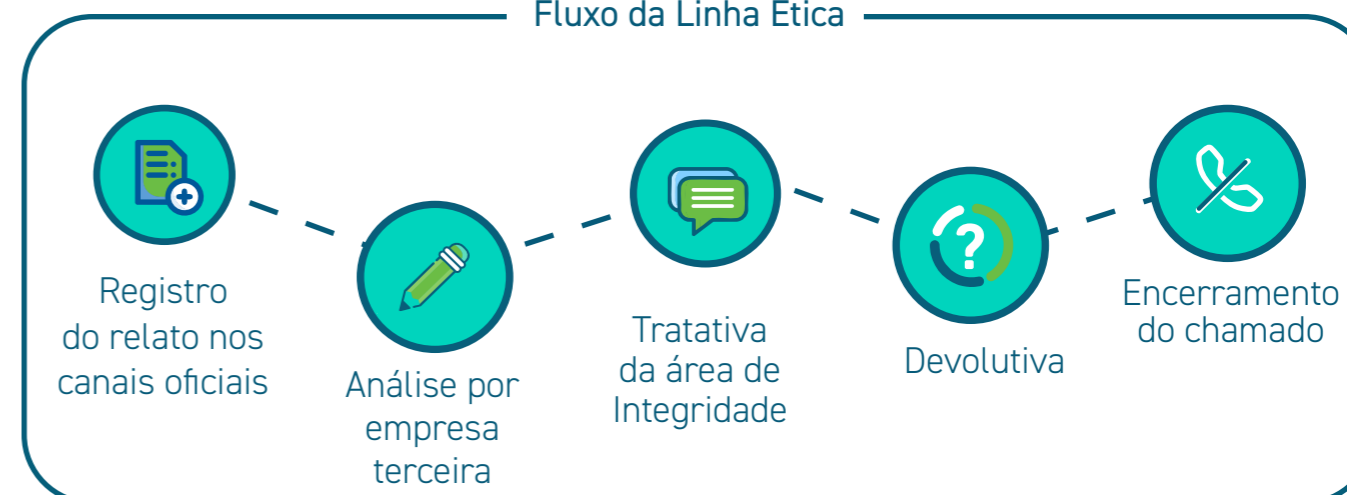 Fluxo da Linha Etica
Registro
do relato nos
canais oficiais
Análise por
empresa
terceira
Tratativa
da área de
Integridade
?
Devolutiva
Encerramento
do chamado